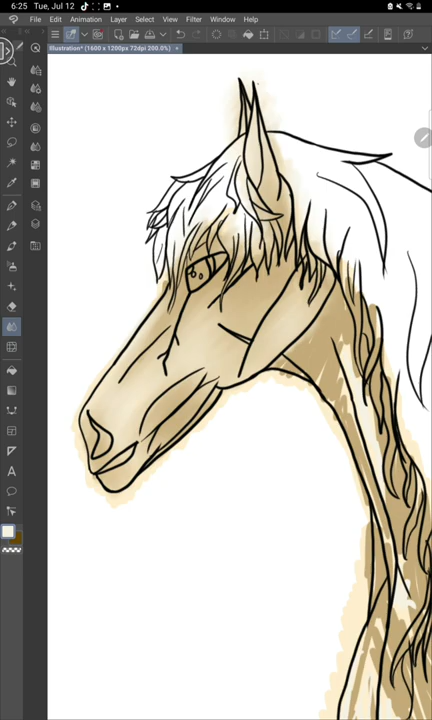 6:25 Tue, Jul 12
File Edit Animation Layer Select View Filter Window Help
Illustration* (1600 x 1200px 72dpi 200.0%)
A